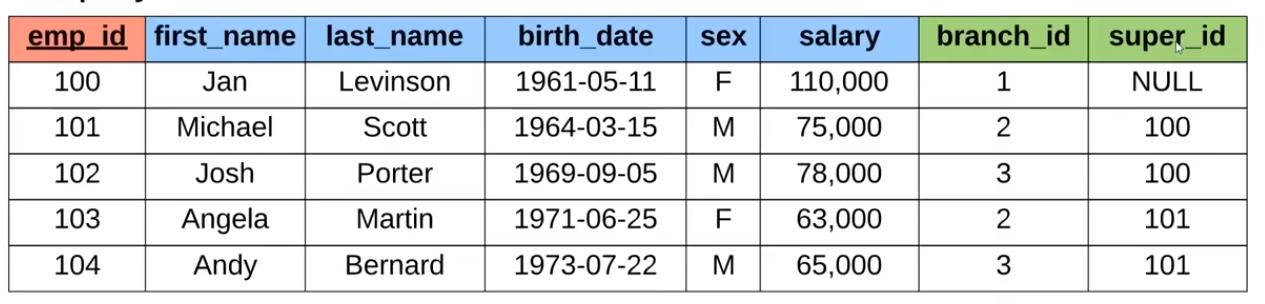 emp_id first_name last_name birth_date sex salary branch_id super_id
100 Jan Levinson 1961-05-11 F 110,000 1 NULL
101 Michael Scott 1964-03-15 M 75,000 2 100
102 Josh Porter 1969-09-05 M 78,000 3 100
103 Angela Martin 1971-06-25 F 63,000 2 101
104 Andy Bernard 1973-07-22 M 65,000 3 101